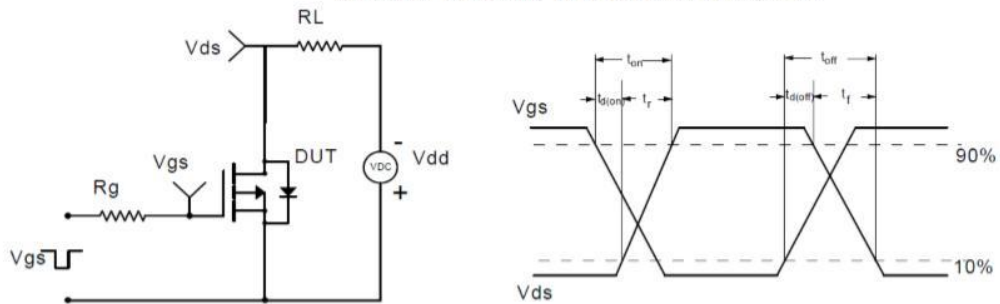 RL
Vds
Vgs
DUT
Rg
VDC
-
Vdd
+
Vgs
ton
toff
td(on)
tr
td(off)
tf
Vgs
90%
10%
Vds